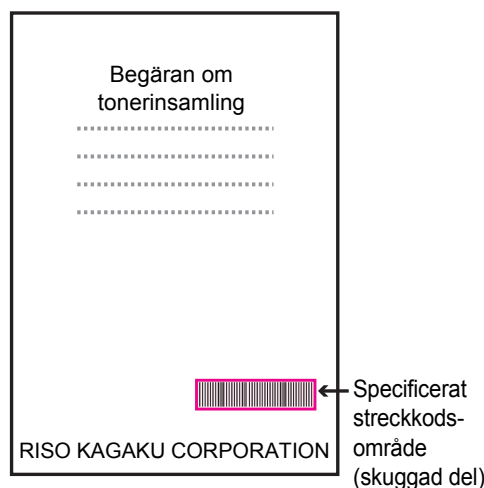 Begäran om
tonerinsamling
RISO KAGAKU CORPORATION
Specificerat
streckkods-
område
(skuggad del)